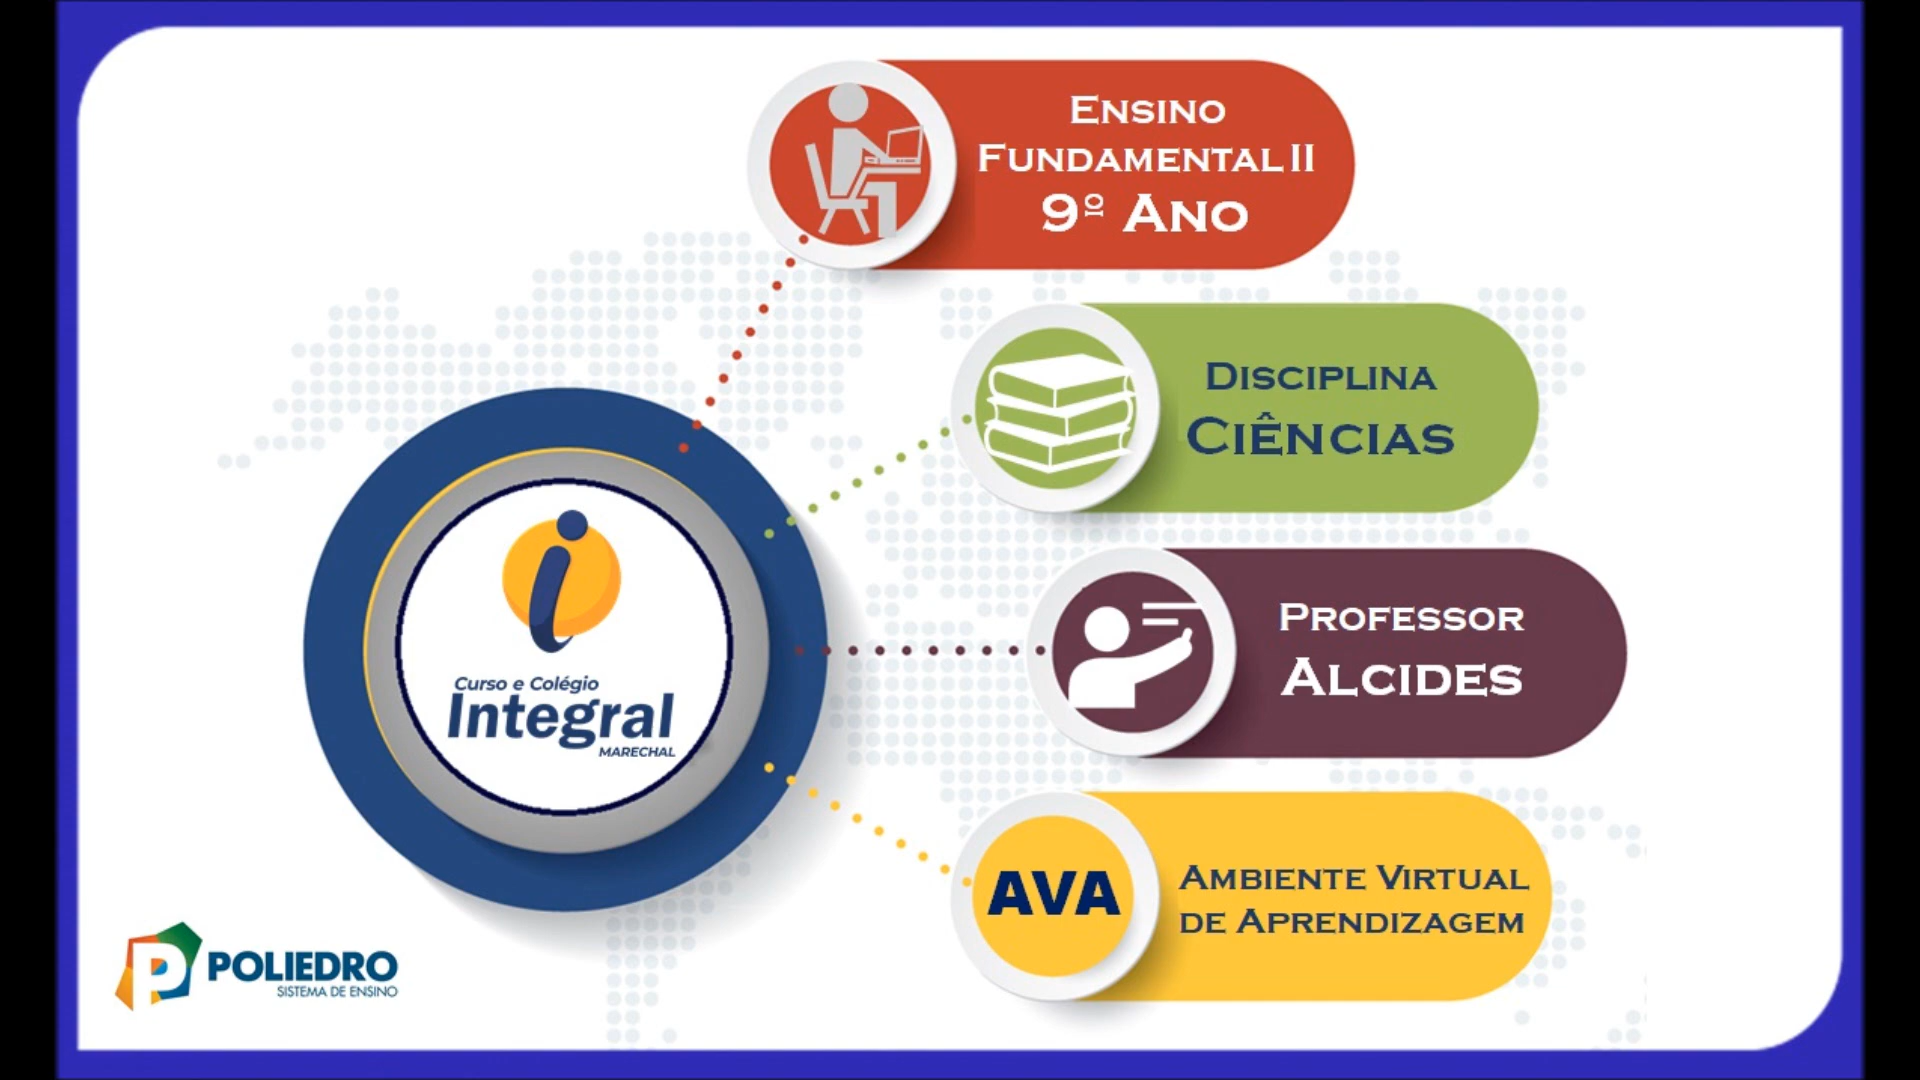 Ensino
Fundamental II
9º Ano
Disciplina
Ciências
Curso e Colégio
Integral
MARECHAL
Professor
Alcides
AVA
Ambiente Virtual
de Aprendizagem
POLIEDRO
SISTEMA DE ENSINO